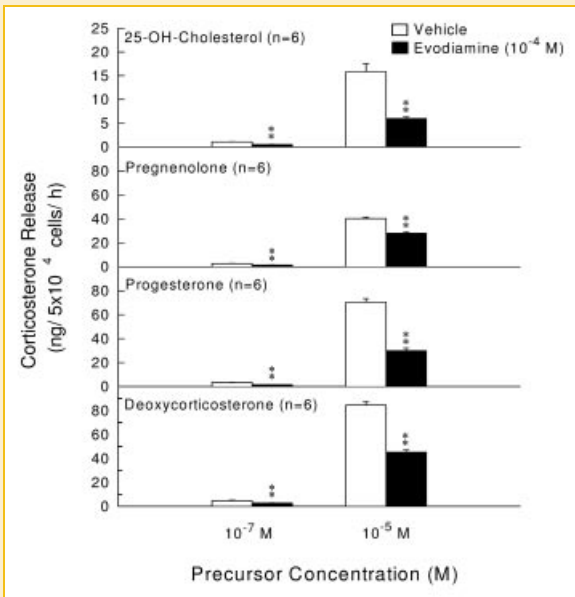 25-OH-Cholesterol (n=6)
Vehicle
Evodiamine (10⁻⁴ M)
25
20
15
10
5
0
**
**
Pregnenolone (n=6)
80
60
40
20
0
**
**
Progesterone (n=6)
80
60
40
20
0
**
**
Deoxycorticosterone (n=6)
80
60
40
20
0
**
**
Corticosterone Release
(ng/ 5x10⁴ cells/ h)
10⁻⁷ M 10⁻⁵ M
Precursor Concentration (M)